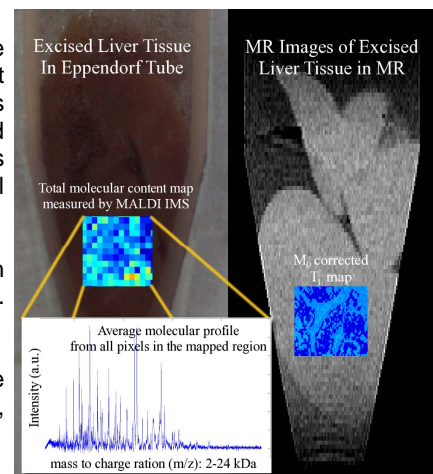 Excised Liver Tissue
In Eppendorf Tube
MR Images of Excised
Liver Tissue in MR
Total molecular content map
measured by MALDI IMS
M0 corrected
T1 map
Average molecular profile
from all pixels in the mapped region
Intensity (a.u.)
mass to charge ration (m/z): 2-24 kDa